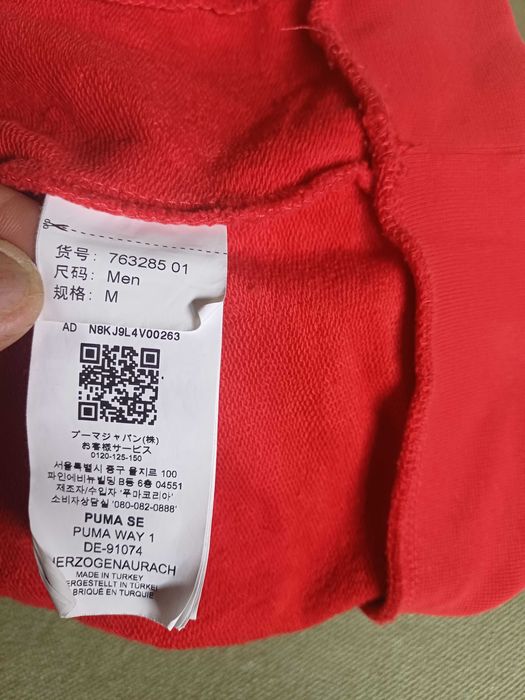 货号: 763285 01
尺码: Men
规格: M
AD N8KJ9L4V00263
プーマジャパン(株)
お客様サービス
0120-125-150
서울특별시 중구 을지르 100
파인에비뉴빌딩 B동 6층 04551
제조자/수입자 '푸마코리아'
소비자상담실 '080-082-0888'
PUMA SE
PUMA WAY 1
DE-91074
HERZOGENAURACH
MADE IN TURKEY
ERGESTELLT IN TÜRKEI
BRIQUÉ EN TURQUIE